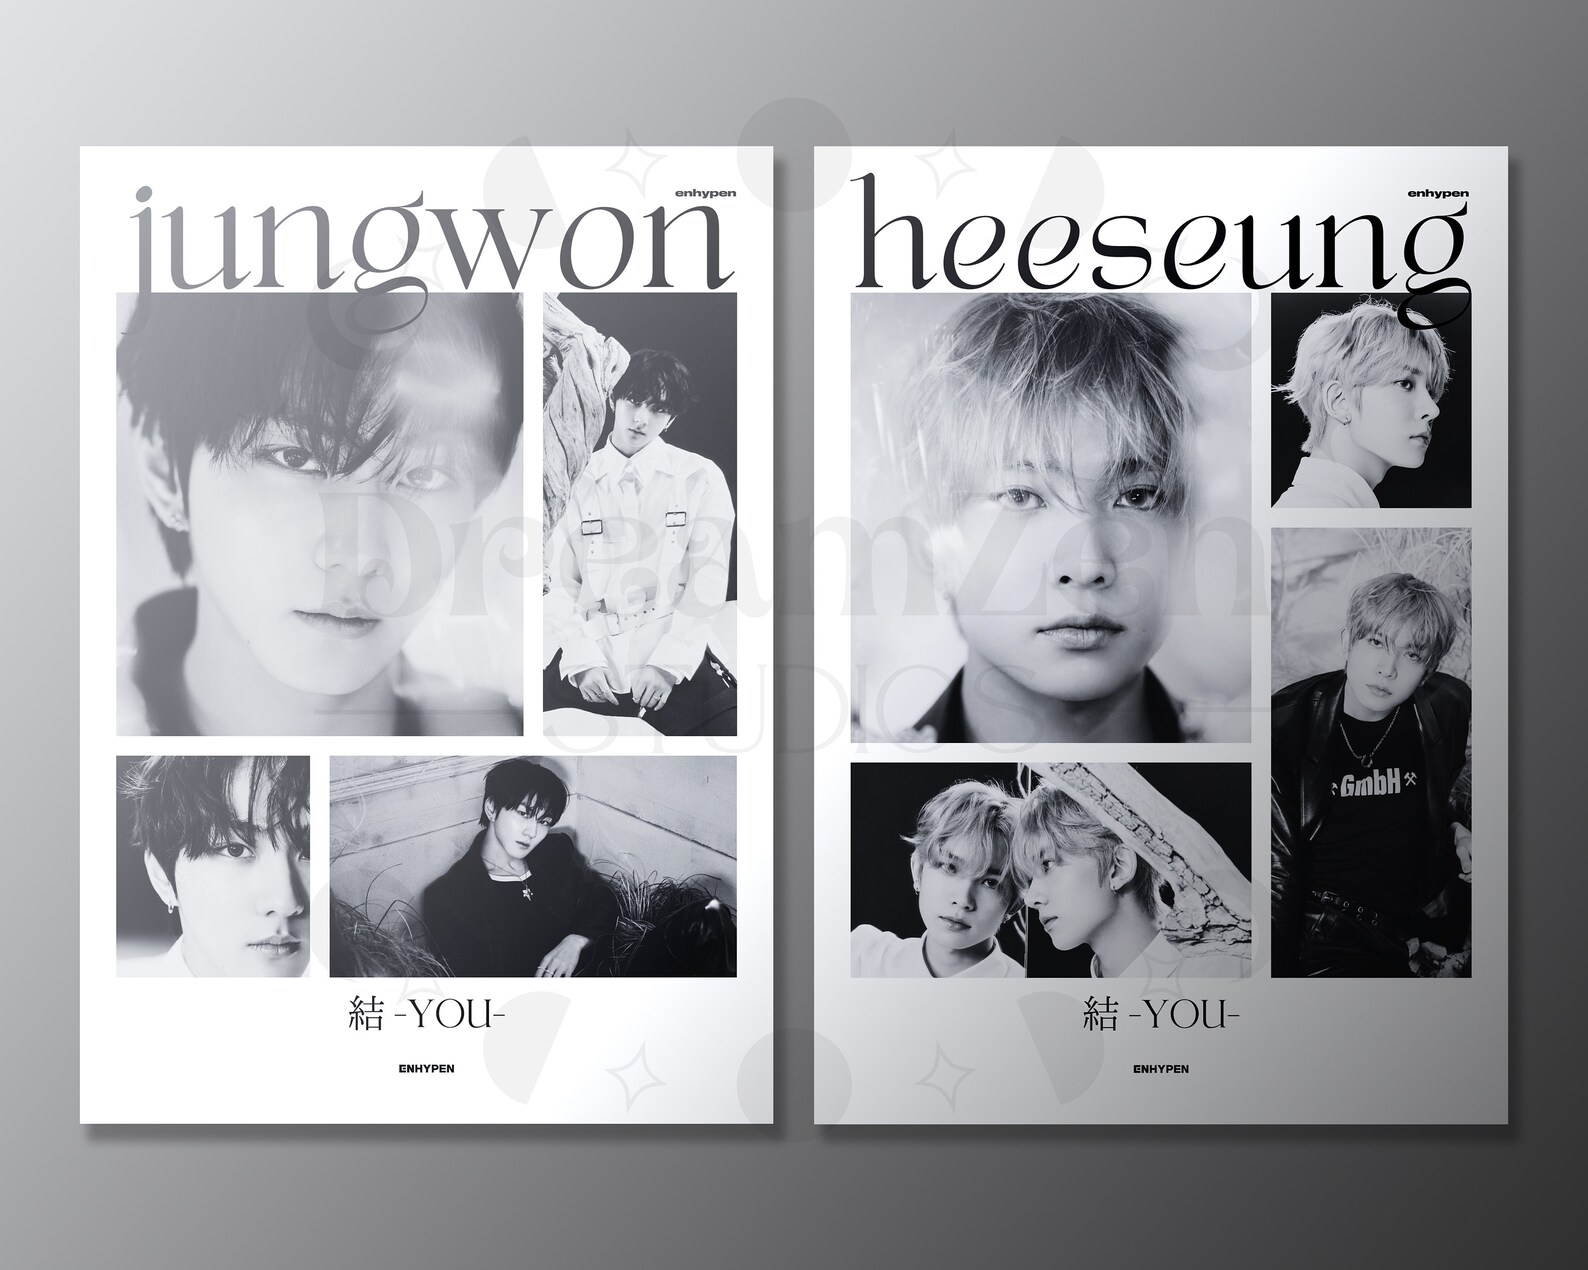 enhypen
jungwon
結 -YOU-
ENHYPEN
enhypen
heeseung
GmbH
結 -YOU-
ENHYPEN
DreamZen
STUDIOS